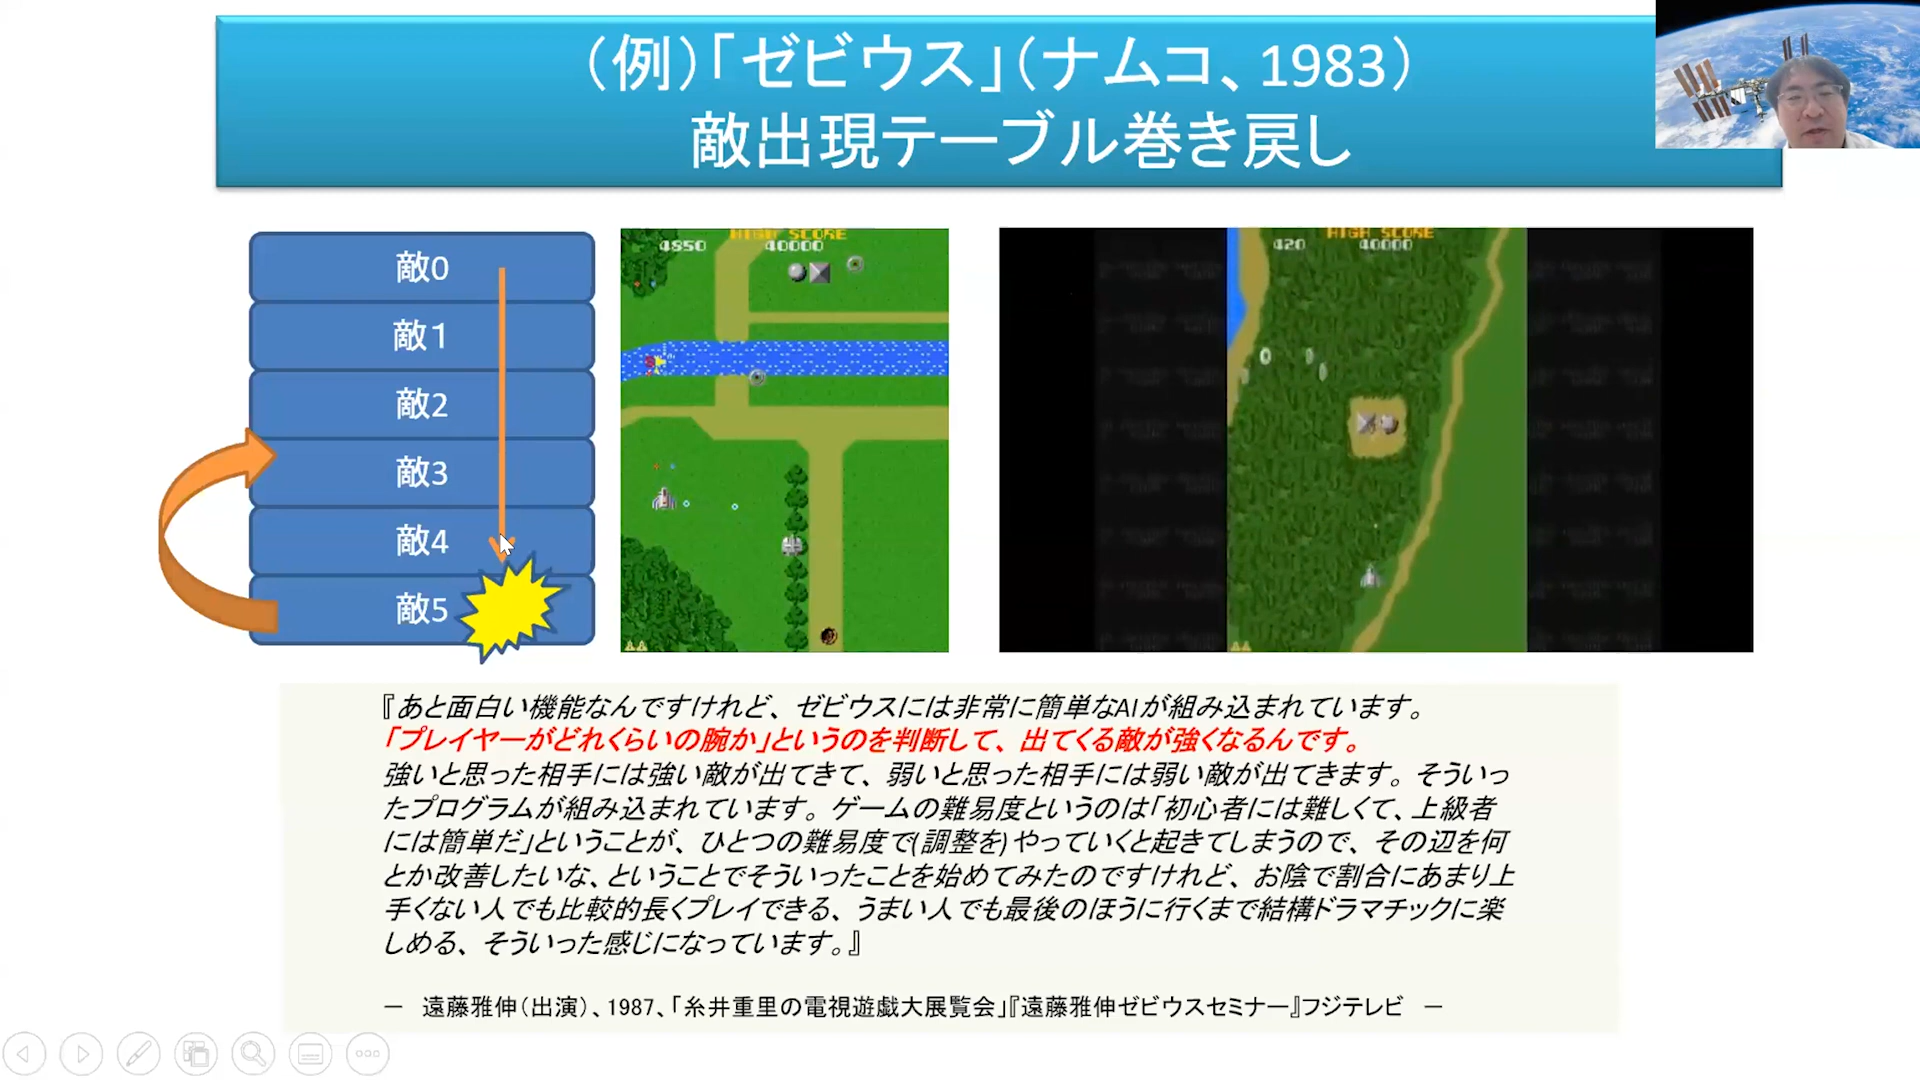 （例）「ゼビウス」（ナムコ、1983）
敵出現テーブル巻き戻し
敵0
敵１
敵2
敵3
敵4
敵5
HIGH SCORE
4850
40000
HIGH SCORE
420
40000
『あと面白い機能なんですけれど、ゼビウスには非常に簡単なAIが組み込まれています。
「プレイヤーがどれくらいの腕か」というのを判断して、出てくる敵が強くなるんです。
強いと思った相手には強い敵が出てきて、弱いと思った相手には弱い敵が出てきます。そういっ
たプログラムが組み込まれています。ゲームの難易度というのは「初心者には難しくて、上級者
には簡単だ」ということが、ひとつの難易度で(調整を)やっていくと起きてしまうので、その辺を何
とか改善したいな、ということでそういったことを始めてみたのですけれど、お陰で割合にあまり上
手くない人でも比較的長くプレイできる、うまい人でも最後のほうに行くまで結構ドラマチックに楽
しめる、そういった感じになっています。』
－　遠藤雅伸（出演）、1987、「糸井重里の電視遊戯大展覧会」『遠藤雅伸ゼビウスセミナー』フジテレビ　－